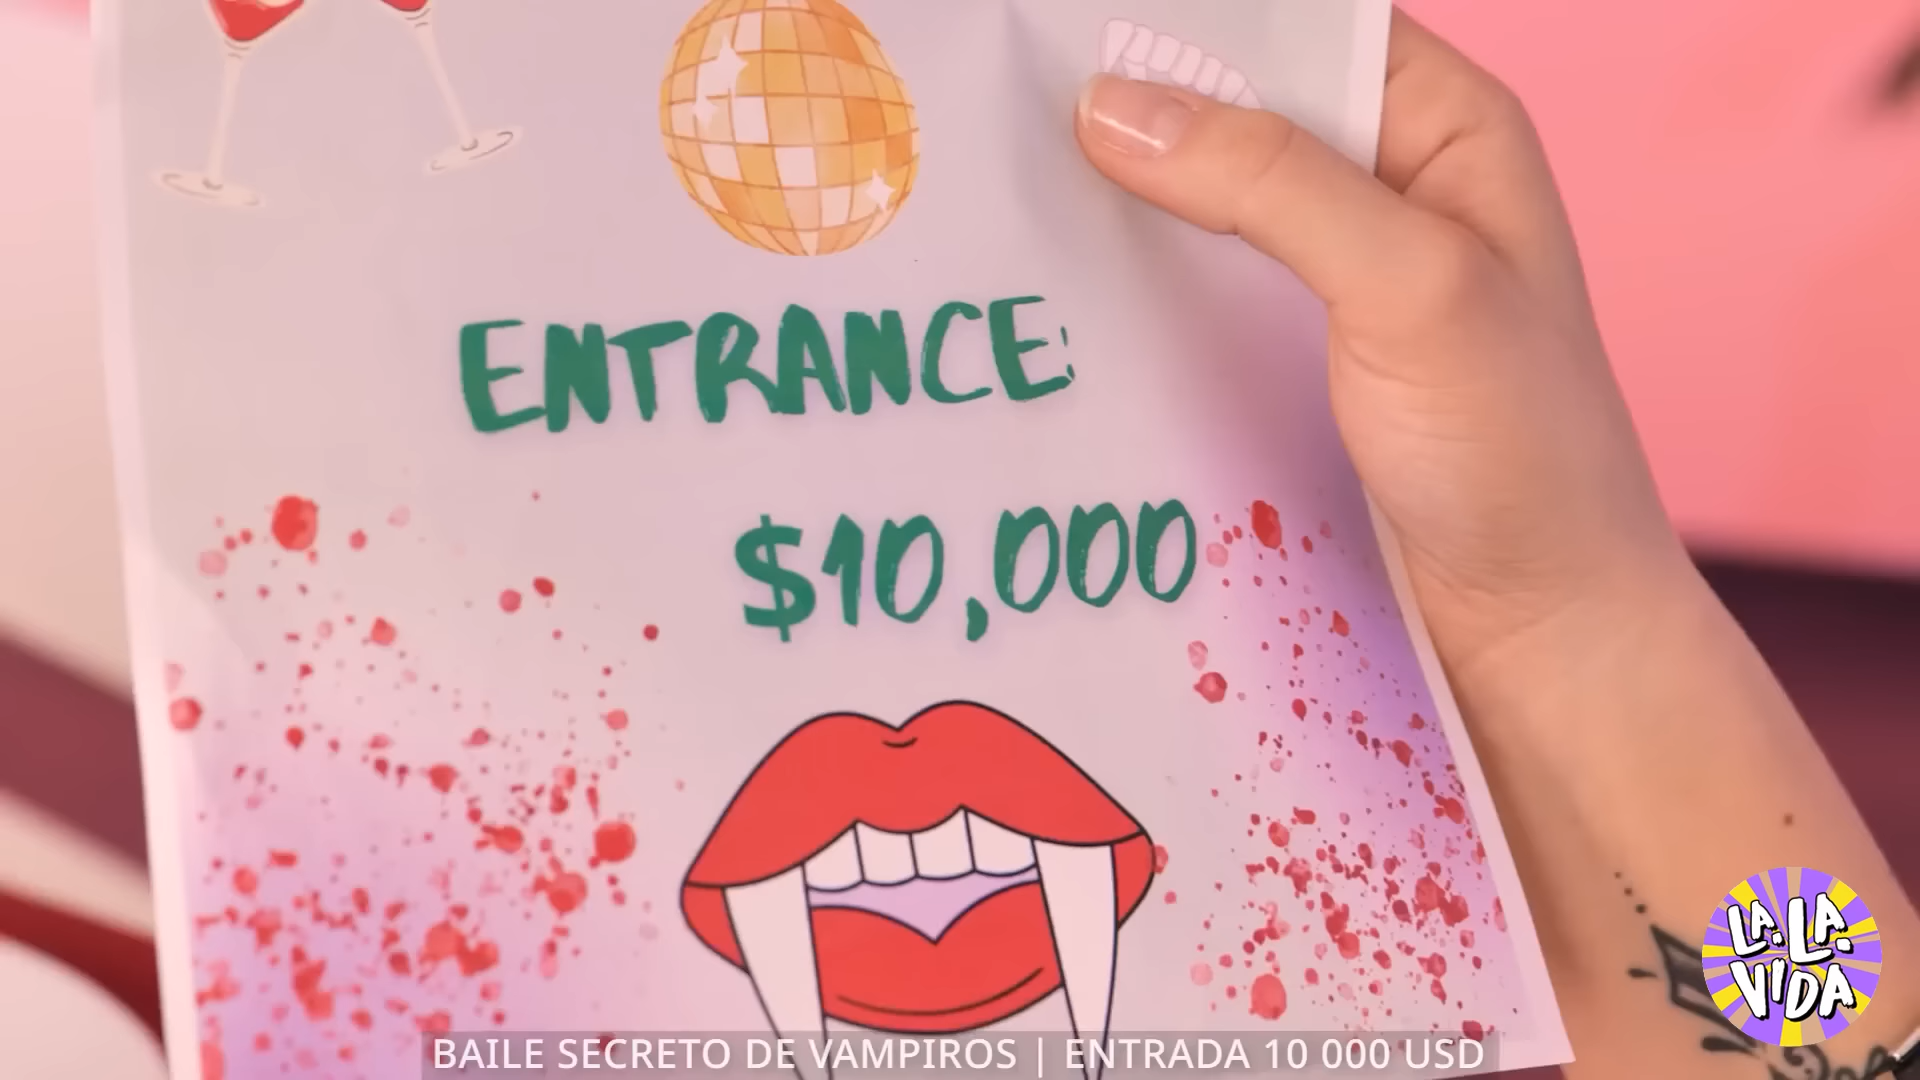 ENTRANCE:
$10,000
LA LA
VIDA
BAILE SECRETO DE VAMPIROS | ENTRADA 10 000 USD